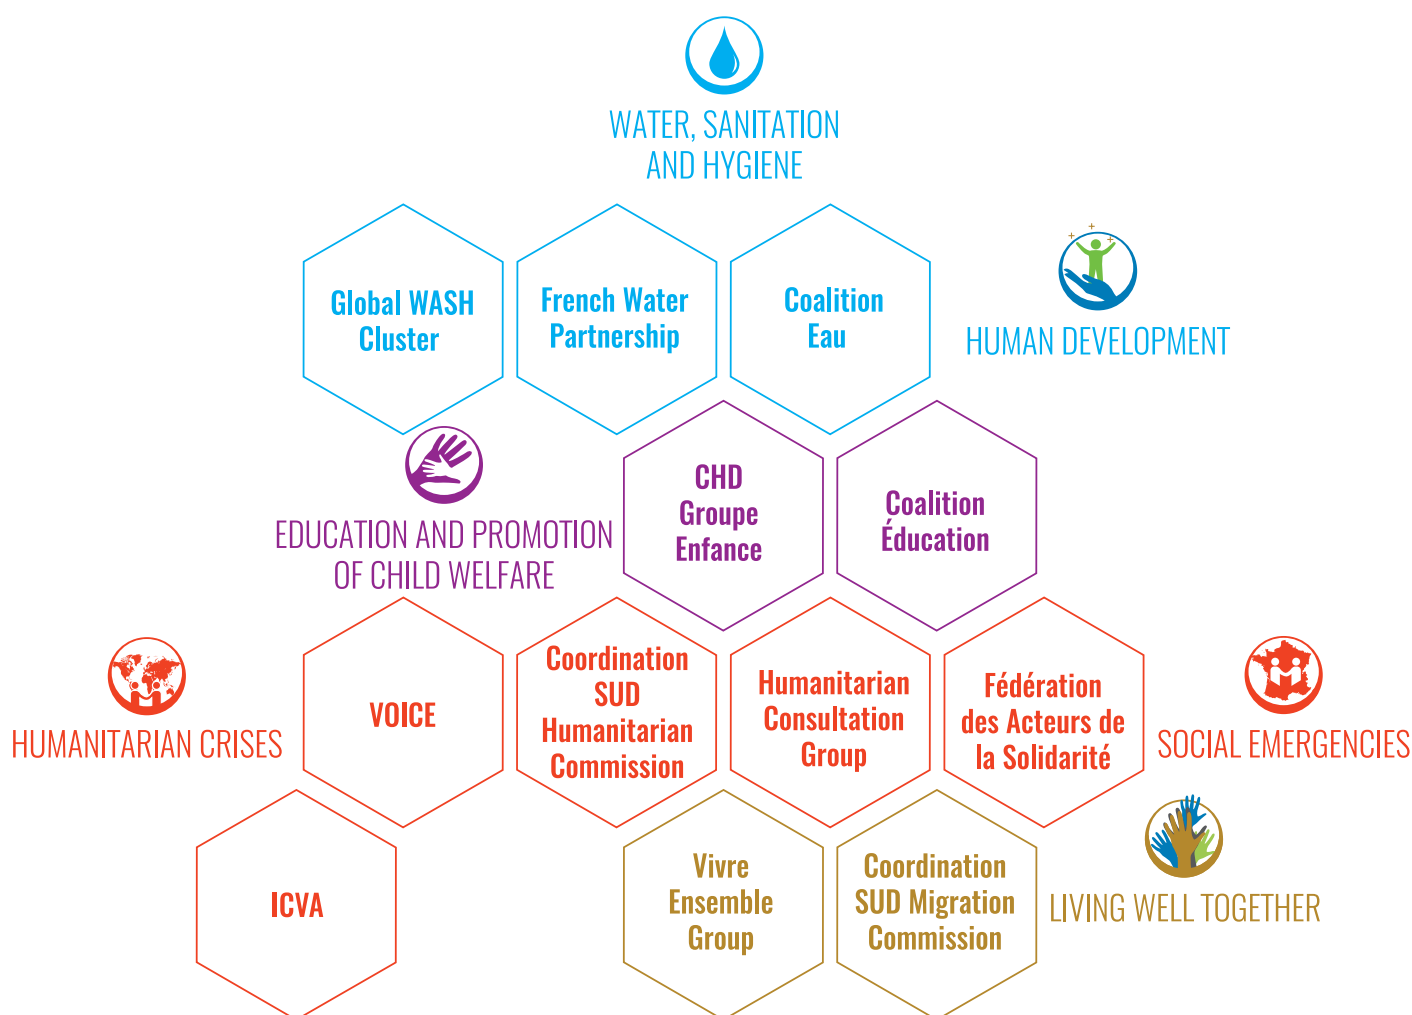 WATER, SANITATION
AND HYGIENE
Global WASH
Cluster
French Water
Partnership
Coalition
Eau
HUMAN DEVELOPMENT
EDUCATION AND PROMOTION
OF CHILD WELFARE
CHD
Groupe
Enfance
Coalition
Éducation
HUMANITARIAN CRISES
VOICE
Coordination
SUD
Humanitarian
Commission
Humanitarian
Consultation
Group
Fédération
des Acteurs de
la Solidarité
SOCIAL EMERGENCIES
ICVA
Vivre
Ensemble
Group
Coordination
SUD Migration
Commission
LIVING WELL TOGETHER